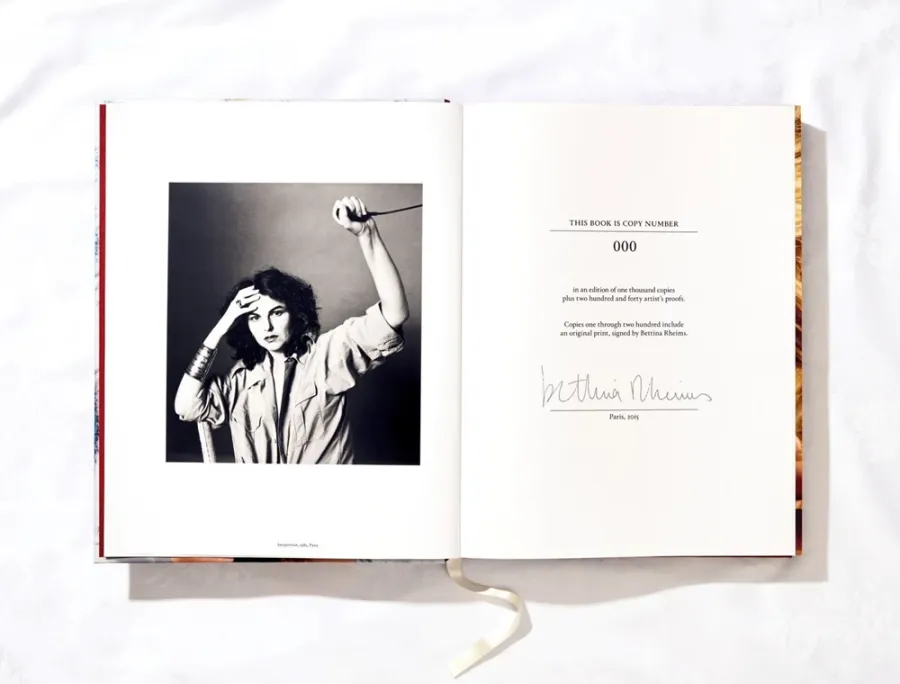 THIS BOOK IS COPY NUMBER
000
in an edition of one thousand copies
plus two hundred and forty artist's proofs.
Copies one through two hundred include
an original print, signed by Bettina Rheims.
Bettina Rheims
Paris, 2015